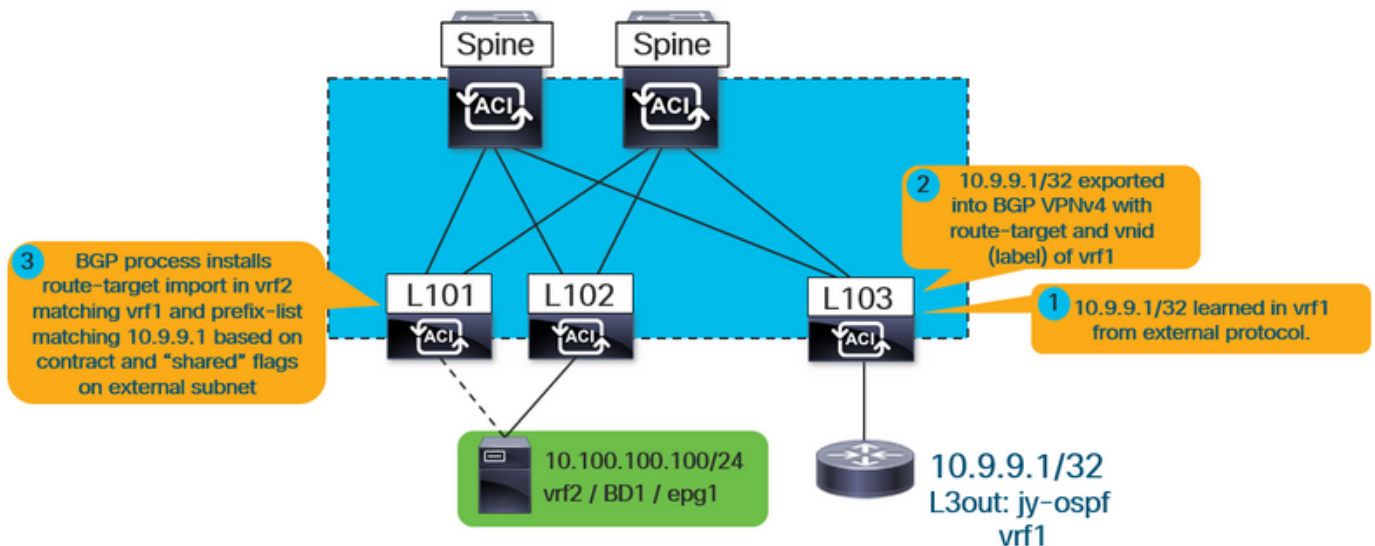 Spine
Spine
ACI
ACI
2
10.9.9.1/32 exported
into BGP VPNv4 with
route-target and vnid
(label) of vrf1
3
BGP process installs
route-target import in vrf2
matching vrf1 and prefix-list
matching 10.9.9.1 based on
contract and “shared” flags
on external subnet
L101
L102
L103
ACI
ACI
ACI
1
10.9.9.1/32 learned in vrf1
from external protocol.
10.100.100.100/24
vrf2 / BD1 / epg1
10.9.9.1/32
L3out: jy-ospf
vrf1